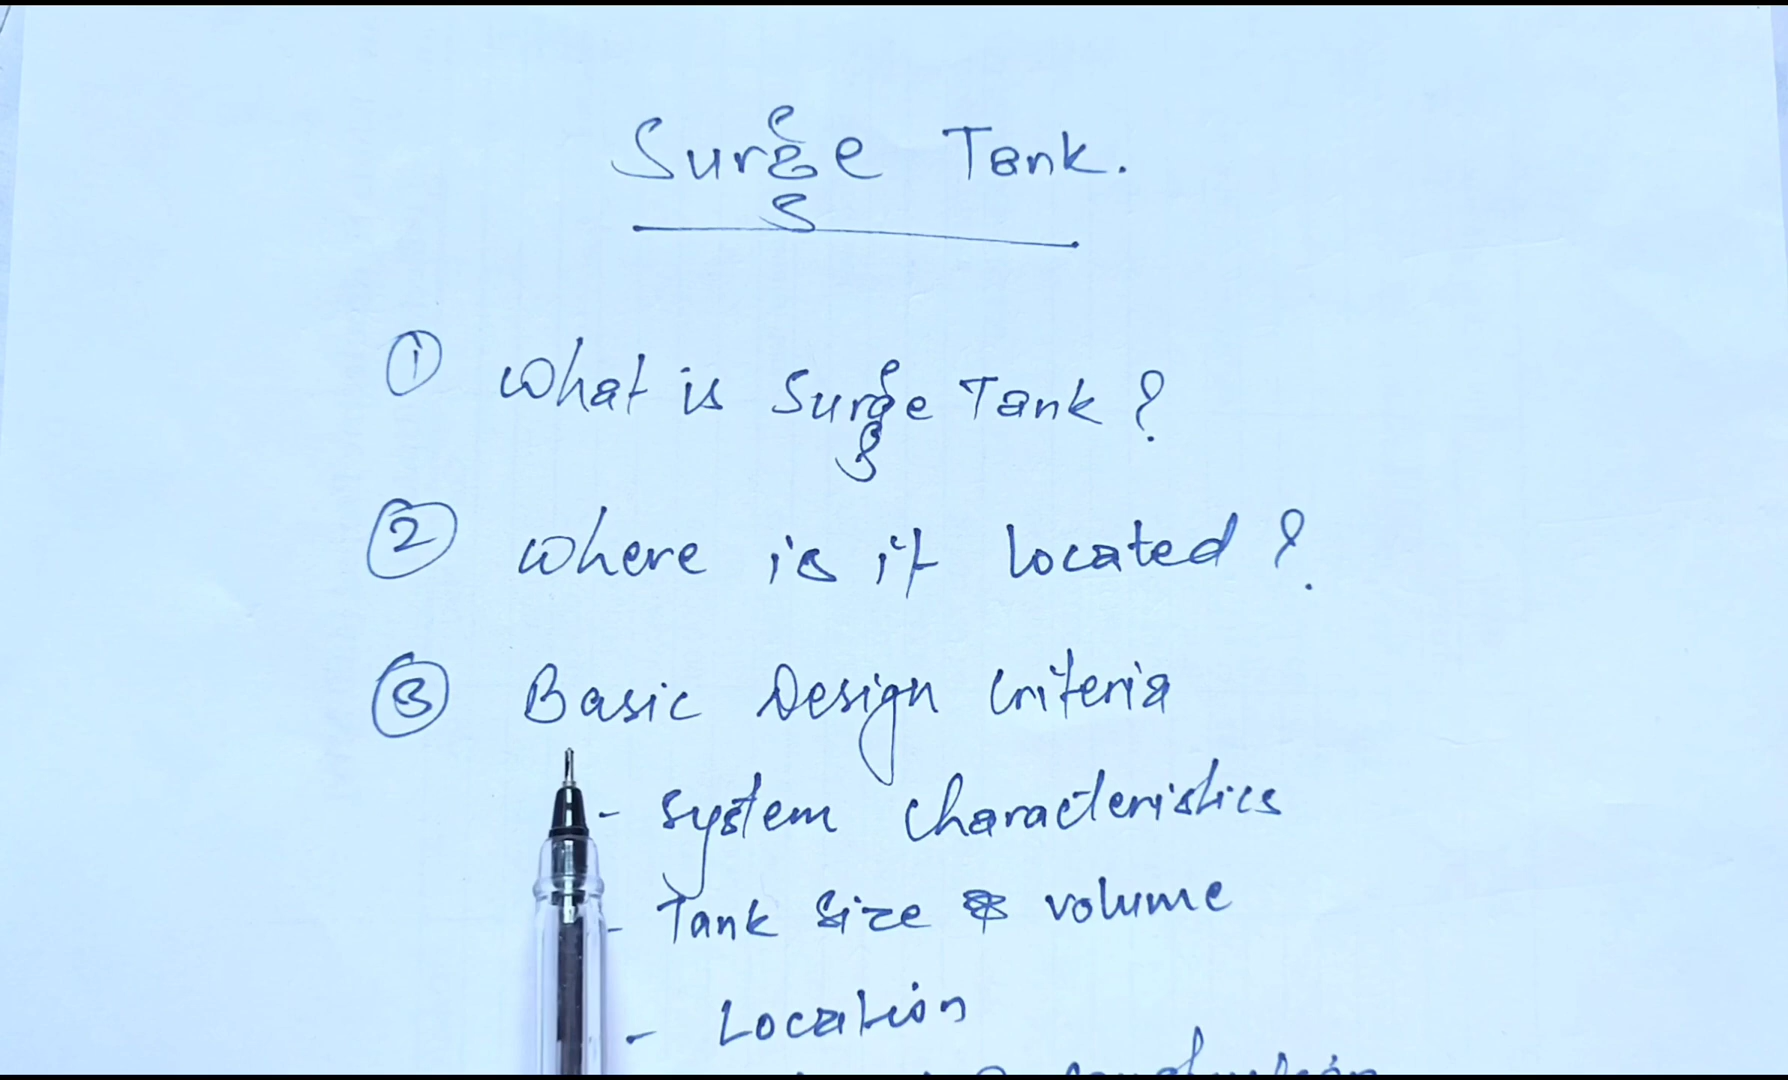 Surge Tank.
① What is Surge Tank?
② Where is it located?
③ Basic Design Criteria
- System characteristics
- Tank Size & volume
- Location